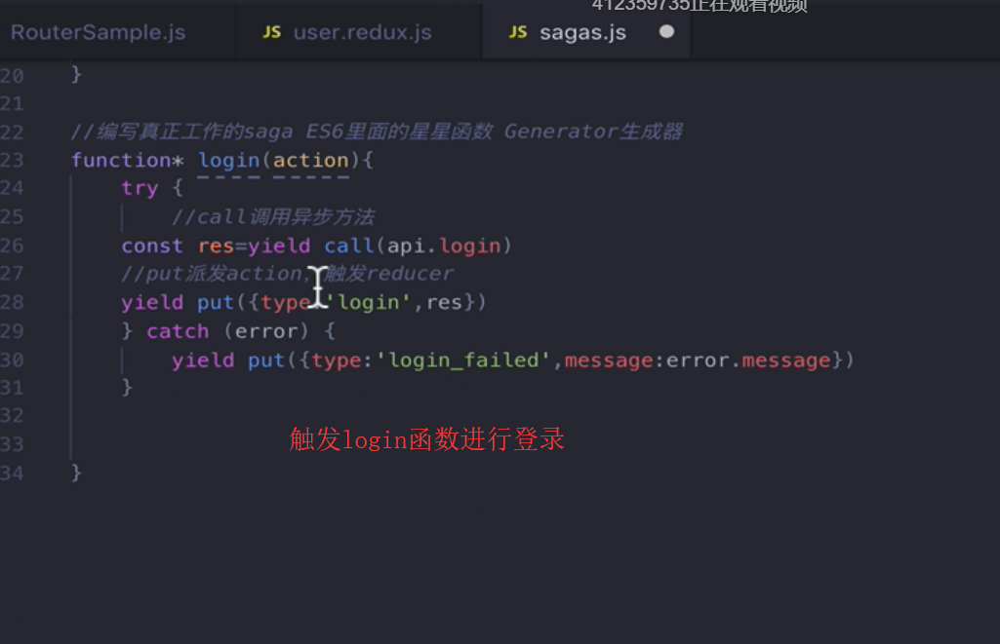 412359735正在观看视频
RouterSample.js JS user.redux.js JS sagas.js
20 }
21
22 //编写真正工作的saga ES6里面的星星函数 Generator生成器
23 function* login(action){
24 try {
25 //call调用异步方法
26 const res=yield call(api.login)
27 //put派发action, 触发reducer
28 yield put({type:'login',res})
29 } catch (error) {
30 yield put({type:'login_failed',message:error.message})
31 }
32
触发login函数进行登录
33
34 }